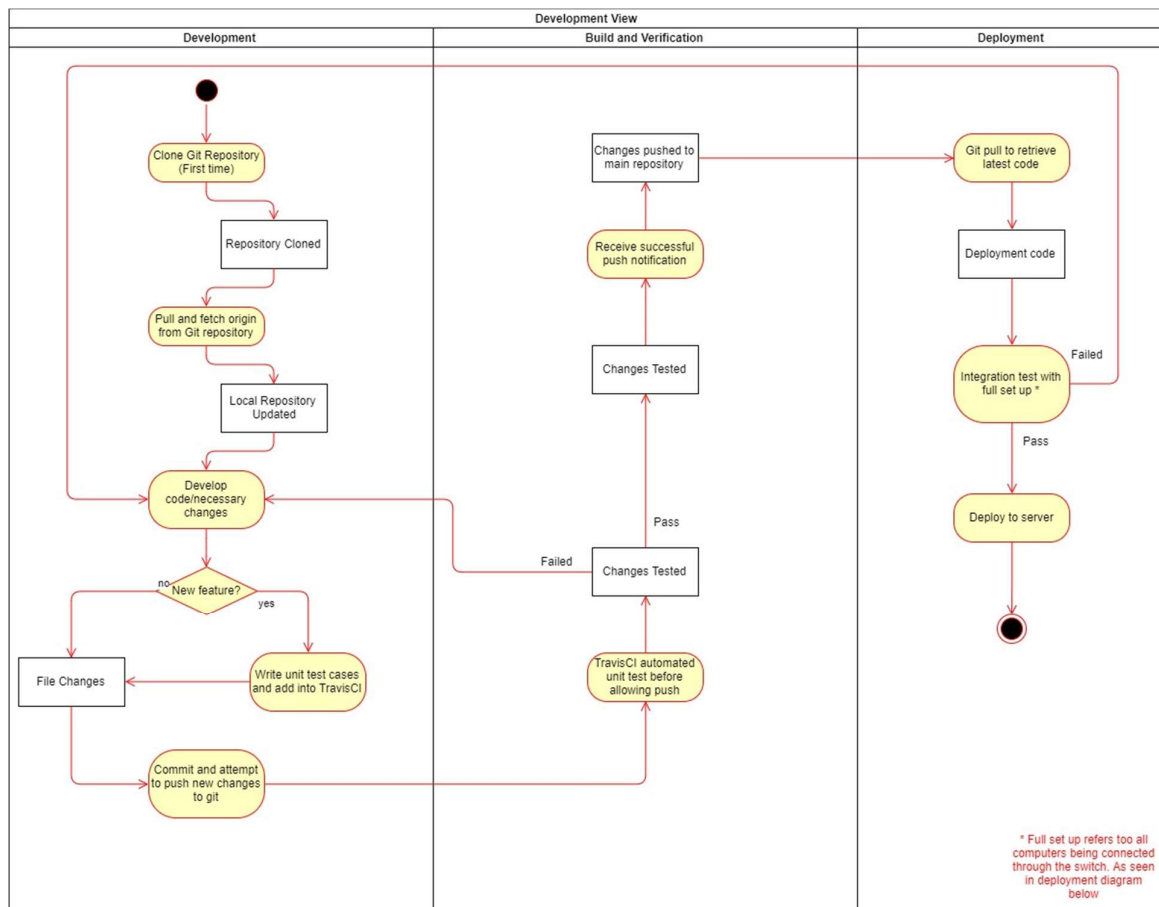 Development View
Development
Build and Verification
Deployment
Clone Git Repository
(First time)
Repository Cloned
Pull and fetch origin
from Git repository
Local Repository
Updated
Develop
code/necessary
changes
New feature?
no
yes
File Changes
Write unit test cases
and add into TravisCI
Commit and attempt
to push new changes
to git
Changes pushed to
main repository
Receive successful
push notification
Changes Tested
Pass
Failed
Changes Tested
TravisCI automated
unit test before
allowing push
Git pull to retrieve
latest code
Deployment code
Failed
Integration test with
full set up *
Pass
Deploy to server
* Full set up refers too all
computers being connected
through the switch. As seen
in deployment diagram
below